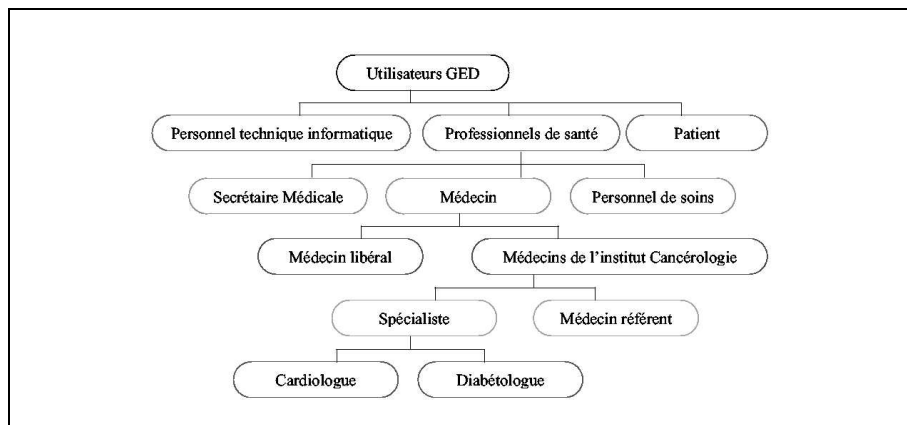 Utilisateurs GED
Personnel technique informatique
Professionnels de santé
Patient
Secrétaire Médicale
Médecin
Personnel de soins
Médecin libéral
Médecins de l'institut Cancérologie
Spécialiste
Médecin référent
Cardiologue
Diabétologue